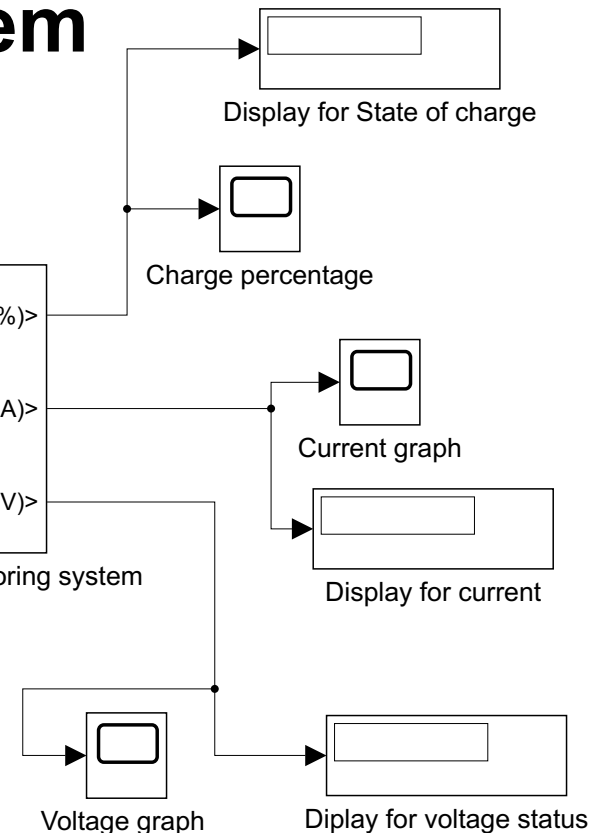 em
Display for State of charge
Charge percentage
%)>
A)>
Current graph
V)>
oring system
Display for current
Voltage graph
Diplay for voltage status